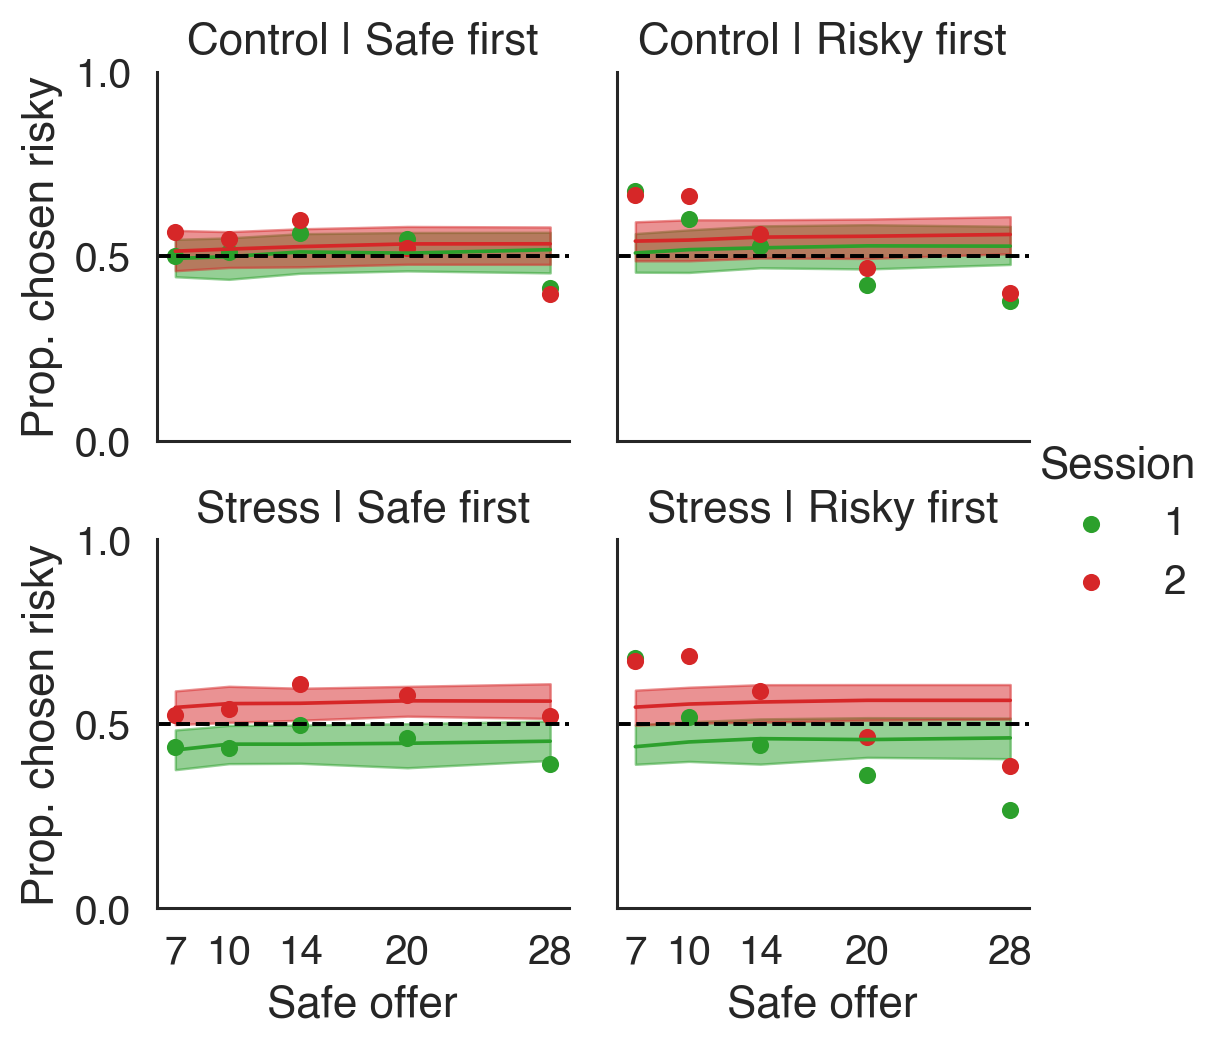 Control | Safe first
Control | Risky first
Prop. chosen risky
1.0
0.5
0.0
Session
1
2
Stress | Safe first
Stress | Risky first
Prop. chosen risky
1.0
0.5
0.0
7 10 14 20 28
7 10 14 20 28
Safe offer
Safe offer